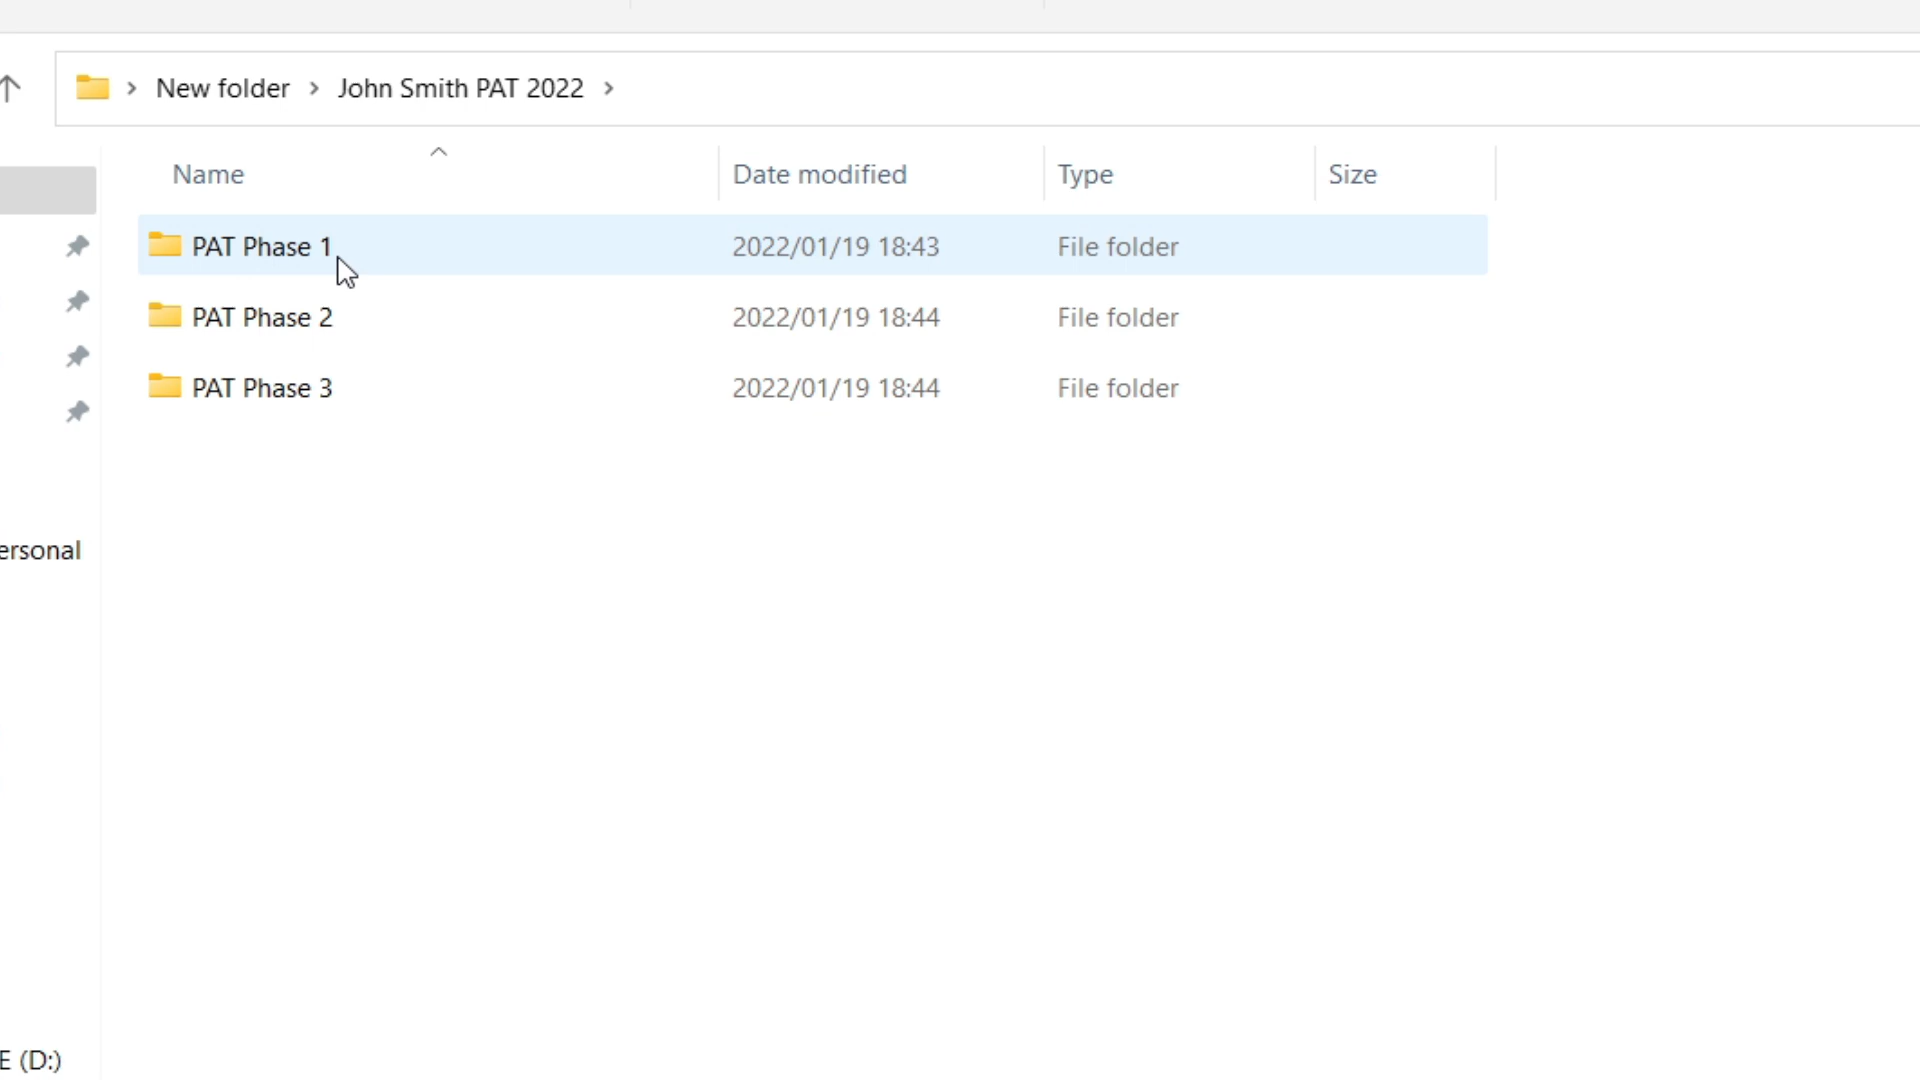 New folder > John Smith PAT 2022 >
Name Date modified Type Size
PAT Phase 1 2022/01/19 18:43 File folder
PAT Phase 2 2022/01/19 18:44 File folder
PAT Phase 3 2022/01/19 18:44 File folder
ersonal
E (D:)